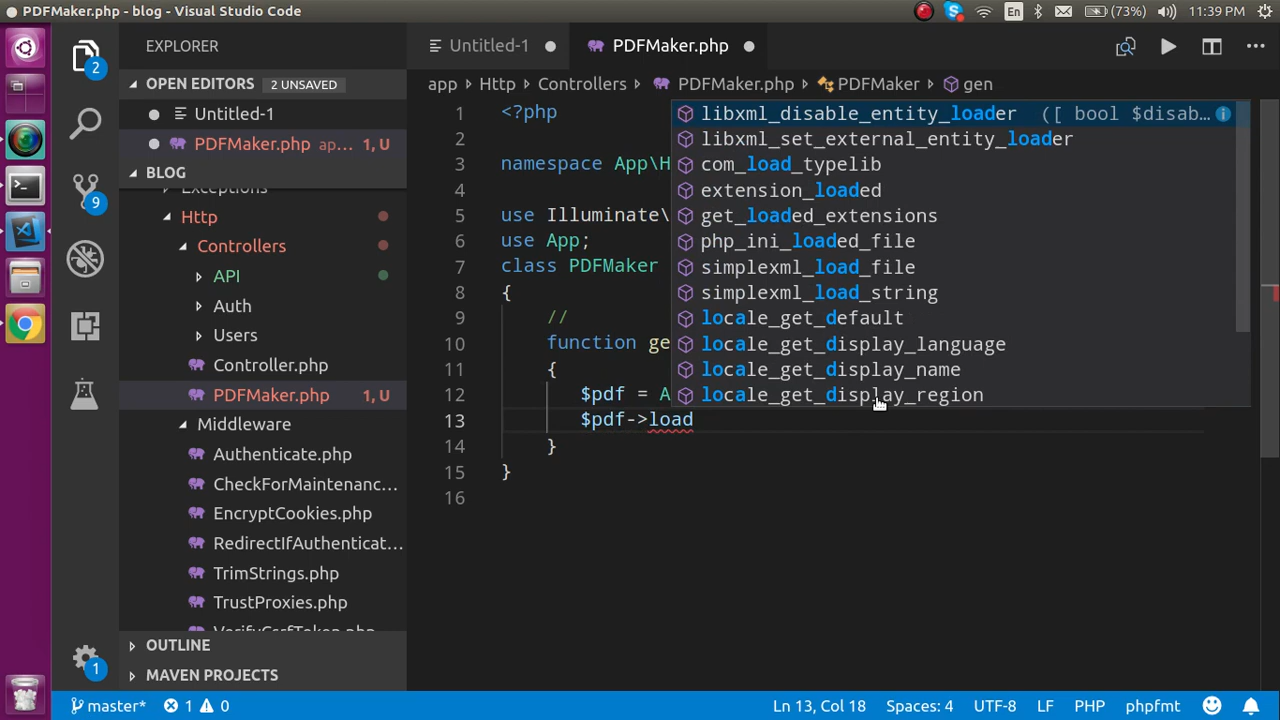 PDFMaker.php - blog - Visual Studio Code
En
(73%)
11:39 PM
EXPLORER
Untitled-1
PDFMaker.php
OPEN EDITORS 2 UNSAVED
Untitled-1
PDFMaker.php ap... 1, U
BLOG
Exceptions
Http
Controllers
API
Auth
Users
Controller.php
PDFMaker.php 1, U
Middleware
Authenticate.php
CheckForMaintenanc...
EncryptCookies.php
RedirectIfAuthenticat...
TrimStrings.php
TrustProxies.php
VerifyCsrfToken.php
OUTLINE
MAVEN PROJECTS
2
9
1
app > Http > Controllers > PDFMaker.php > PDFMaker > gen
1 <?php
2
3 namespace App\H
4
5 use Illuminate\
6 use App;
7 class PDFMaker
8 {
9 //
10 function ge
11 {
12 $pdf = A
13 $pdf->load
14 }
15 }
16
libxml_disable_entity_loader ([ bool $disab...
libxml_set_external_entity_loader
com_load_typelib
extension_loaded
get_loaded_extensions
php_ini_loaded_file
simplexml_load_file
simplexml_load_string
locale_get_default
locale_get_display_language
locale_get_display_name
locale_get_display_region
master* 1 0
Ln 13, Col 18 Spaces: 4 UTF-8 LF PHP phpfmt